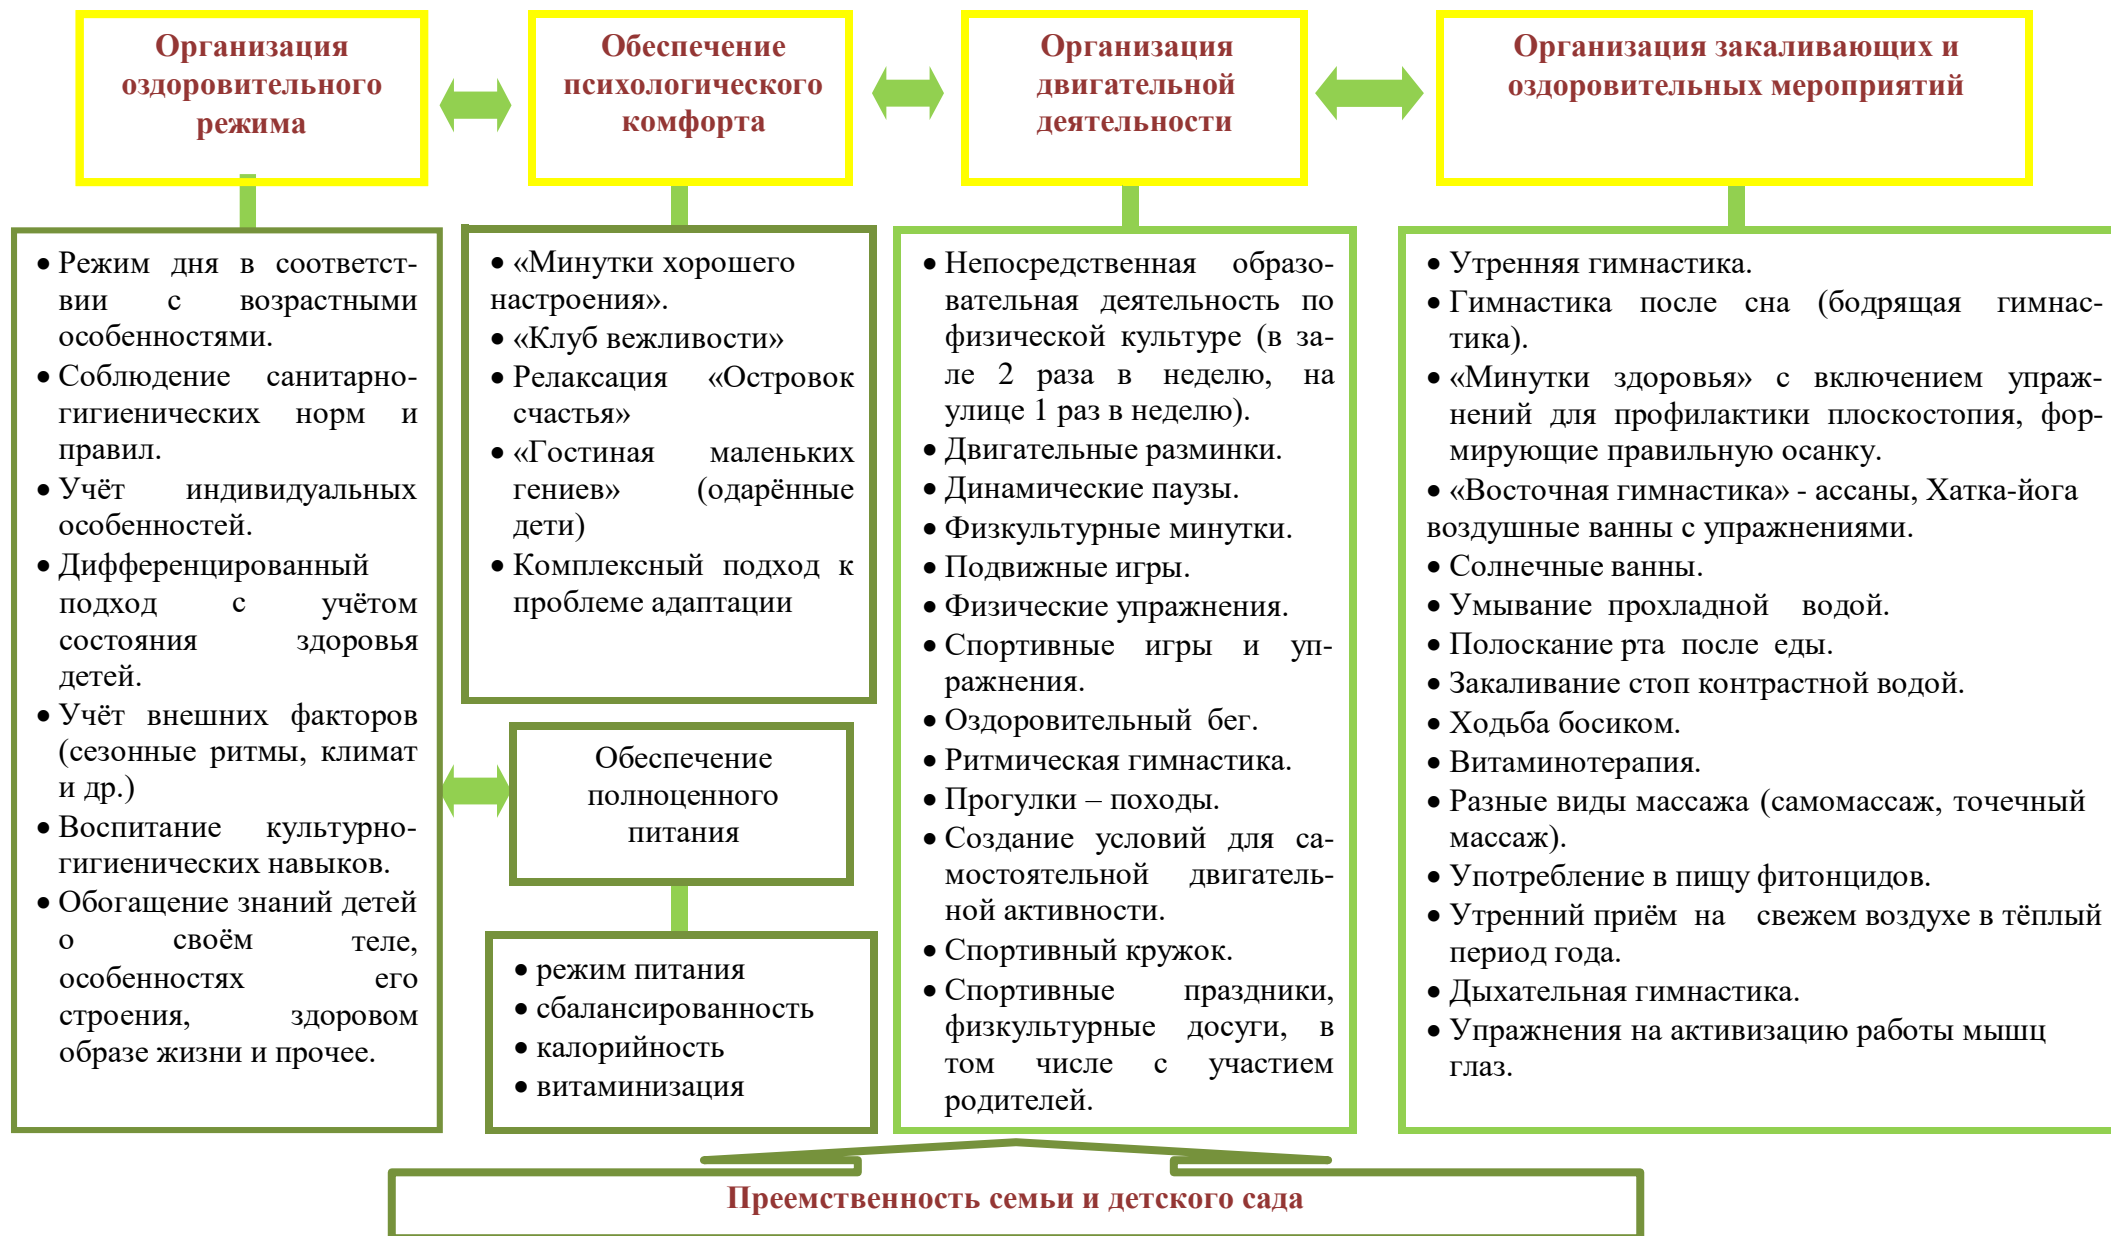 Организация
оздоровительного
режима
Обеспечение
психологического
комфорта
Организация
двигательной
деятельности
Организация закаливающих и
оздоровительных мероприятий
• Режим дня в соответст-
вии с возрастными
особенностями.
• Соблюдение санитарно-
гигиенических норм и
правил.
• Учёт индивидуальных
особенностей.
• Дифференцированный
подход с учётом
состояния здоровья
детей.
• Учёт внешних факторов
(сезонные ритмы, климат
и др.)
• Воспитание культурно-
гигиенических навыков.
• Обогащение знаний детей
о своём теле,
особенностях его
строения, здоровом
образе жизни и прочее.
• «Минутки хорошего
настроения».
• «Клуб вежливости»
• Релаксация «Островок
счастья»
• «Гостиная маленьких
гениев» (одарённые
дети)
• Комплексный подход к
проблеме адаптации
Обеспечение
полноценного
питания
• режим питания
• сбалансированность
• калорийность
• витаминизация
• Непосредственная образо-
вательная деятельность по
физической культуре (в за-
ле 2 раза в неделю, на
улице 1 раз в неделю).
• Двигательные разминки.
• Динамические паузы.
• Физкультурные минутки.
• Подвижные игры.
• Физические упражнения.
• Спортивные игры и уп-
ражнения.
• Оздоровительный бег.
• Ритмическая гимнастика.
• Прогулки – походы.
• Создание условий для са-
мостоятельной двигатель-
ной активности.
• Спортивный кружок.
• Спортивные праздники,
физкультурные досуги, в
том числе с участием
родителей.
• Утренняя гимнастика.
• Гимнастика после сна (бодрящая гимнас-
тика).
• «Минутки здоровья» с включением упраж-
нений для профилактики плоскостопия, фор-
мирующие правильную осанку.
• «Восточная гимнастика» - ассаны, Хатка-йога
воздушные ванны с упражнениями.
• Солнечные ванны.
• Умывание прохладной водой.
• Полоскание рта после еды.
• Закаливание стоп контрастной водой.
• Ходьба босиком.
• Витаминотерапия.
• Разные виды массажа (самомассаж, точечный
массаж).
• Употребление в пищу фитонцидов.
• Утренний приём на свежем воздухе в тёплый
период года.
• Дыхательная гимнастика.
• Упражнения на активизацию работы мышц
глаз.
Преемственность семьи и детского сада